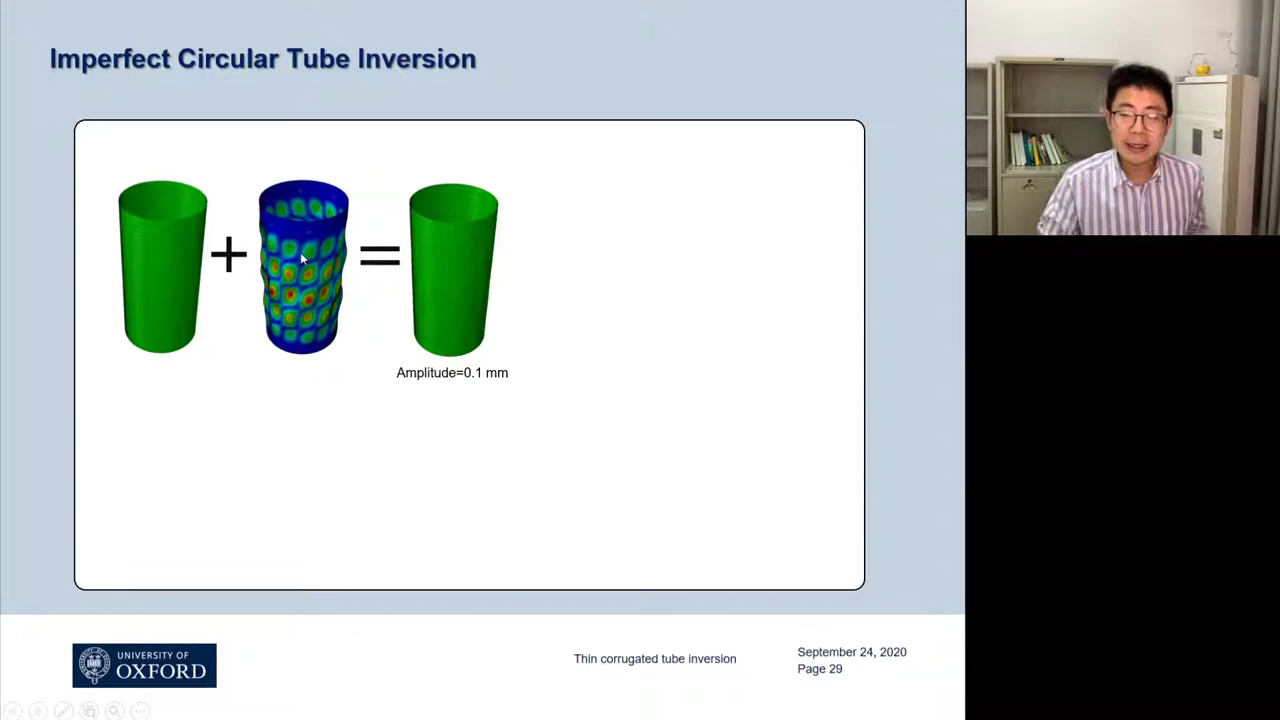 Imperfect Circular Tube Inversion
+
=
Amplitude=0.1 mm
UNIVERSITY OF
OXFORD
Thin corrugated tube inversion
September 24, 2020
Page 29